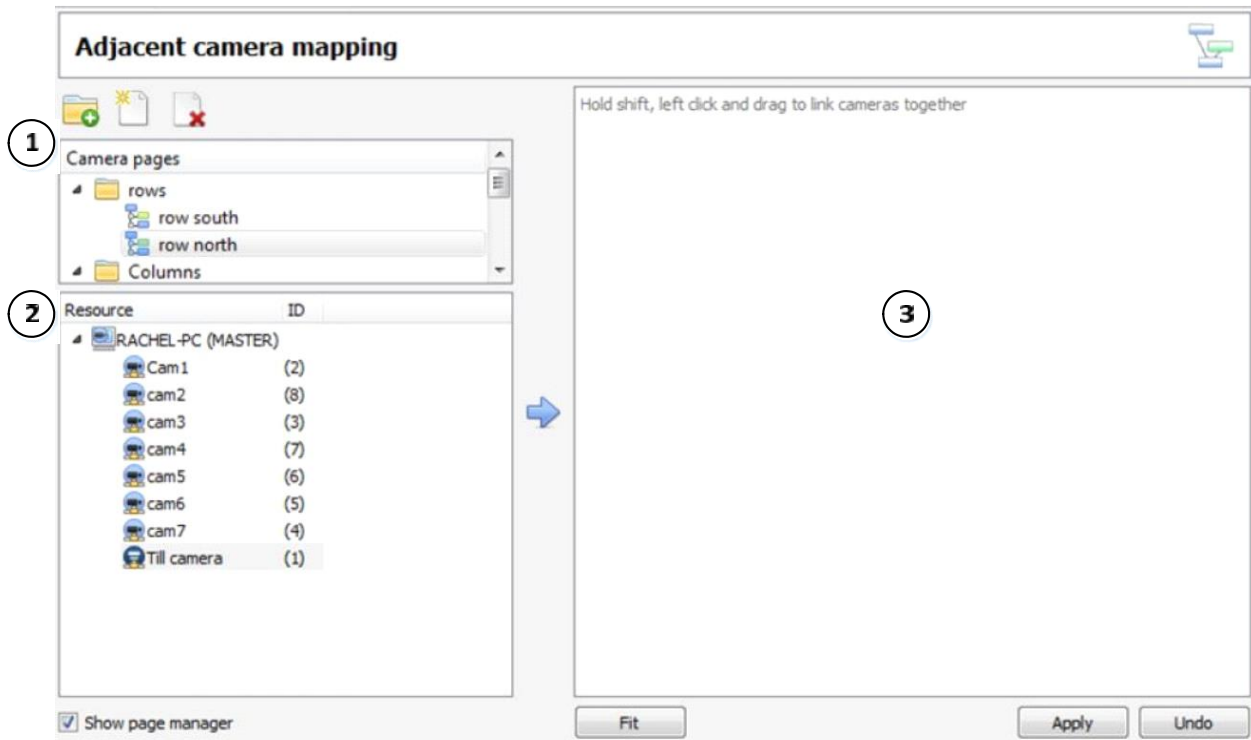 Adjacent camera mapping
1
Camera pages
rows
row south
row north
Columns
2
Resource ID
RACHEL-PC (MASTER)
Cam1 (2)
cam2 (8)
cam3 (3)
cam4 (7)
cam5 (6)
cam6 (5)
cam7 (4)
Till camera (1)
Show page manager
Hold shift, left click and drag to link cameras together
3
Fit Apply Undo